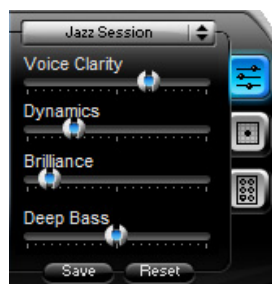 Jazz Session
Voice Clarity
Dynamics
Brilliance
Deep Bass
Save Reset